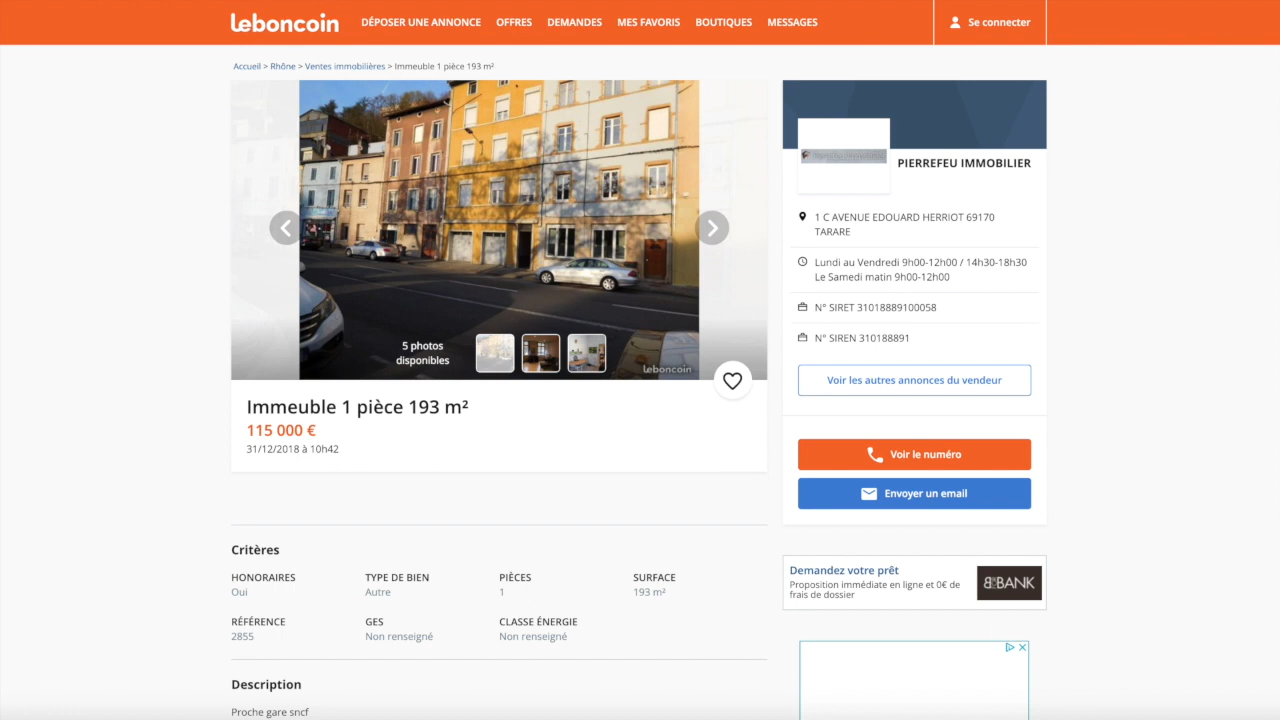 leboncoin
DÉPOSER UNE ANNONCE
OFFRES
DEMANDES
MES FAVORIS
BOUTIQUES
MESSAGES
Se connecter
Accueil > Rhône > Ventes immobilières > Immeuble 1 pièce 193 m²
5 photos
disponibles
leboncoin
Immeuble 1 pièce 193 m²
115 000 €
31/12/2018 à 10h42
Critères
HONORAIRES
Oui
TYPE DE BIEN
Autre
PIÈCES
1
SURFACE
193 m²
RÉFÉRENCE
2855
GES
Non renseigné
CLASSE ÉNERGIE
Non renseigné
Description
Proche gare sncf
PIERREFEU IMMOBILIER
1 C AVENUE EDOUARD HERRIOT 69170
TARARE
Lundi au Vendredi 9h00-12h00 / 14h30-18h30
Le Samedi matin 9h00-12h00
N° SIRET 31018889100058
N° SIREN 310188891
Voir les autres annonces du vendeur
Voir le numéro
Envoyer un email
Demandez votre prêt
Proposition immédiate en ligne et 0€ de
frais de dossier
BANK